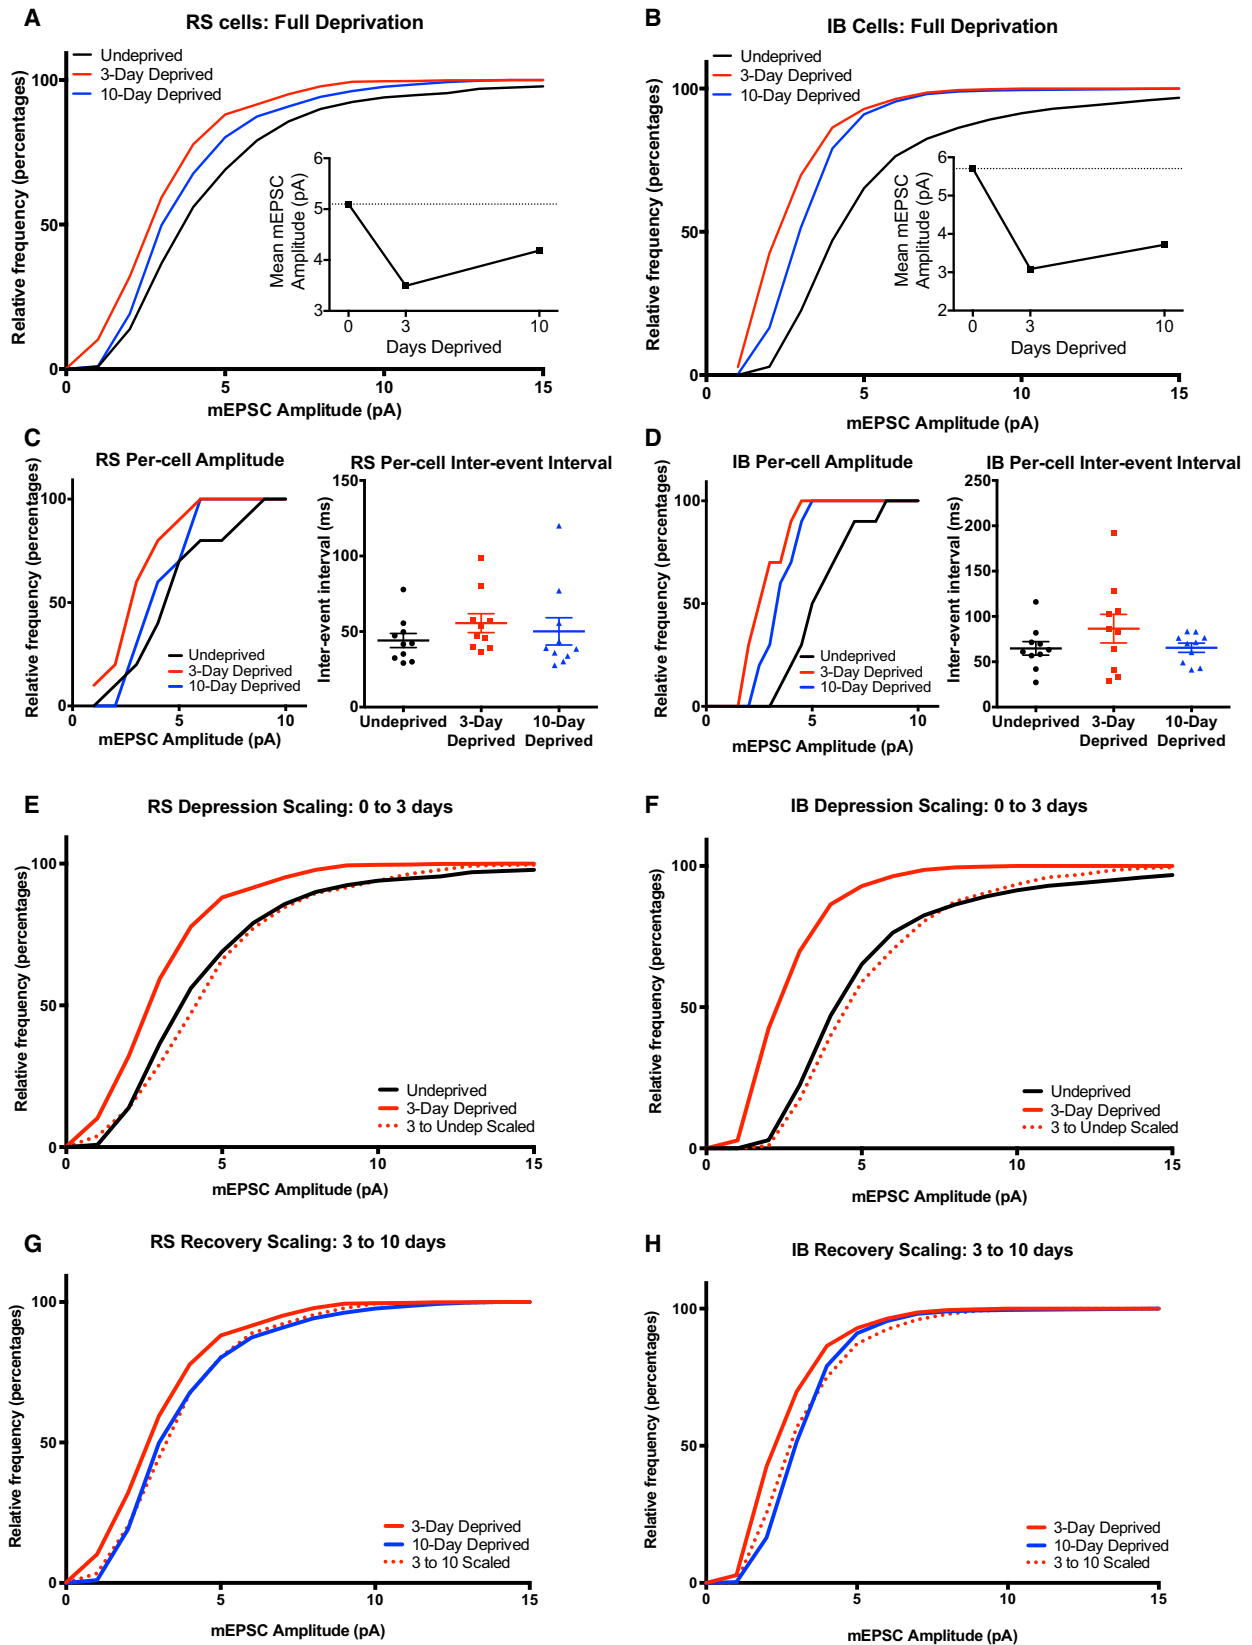 A
RS cells: Full Deprivation
Undeprived
3-Day Deprived
10-Day Deprived
Relative frequency (percentages)
100
50
0
0
5
10
15
mEPSC Amplitude (pA)
Mean mEPSC
Amplitude (pA)
6
5
4
3
0
3
10
Days Deprived
B
IB Cells: Full Deprivation
Undeprived
3-Day Deprived
10-Day Deprived
Relative frequency (percentages)
100
50
0
0
5
10
15
mEPSC Amplitude (pA)
Mean mEPSC
Amplitude (pA)
6
5
4
3
2
0
3
10
Days Deprived
C
RS Per-cell Amplitude
Relative frequency (percentages)
100
50
0
0
5
10
Undeprived
3-Day Deprived
10-Day Deprived
mEPSC Amplitude (pA)
RS Per-cell Inter-event Interval
Inter-event interval (ms)
150
100
50
0
Undeprived
3-Day
Deprived
10-Day
Deprived
D
IB Per-cell Amplitude
Relative frequency (percentages)
100
50
0
0
5
10
Undeprived
3-Day Deprived
10-Day Deprived
mEPSC Amplitude (pA)
IB Per-cell Inter-event Interval
Inter-event interval (ms)
250
200
150
100
50
0
Undeprived
3-Day
Deprived
10-Day
Deprived
E
RS Depression Scaling: 0 to 3 days
Relative frequency (percentages)
100
50
0
0
5
10
15
Undeprived
3-Day Deprived
3 to Undep Scaled
mEPSC Amplitude (pA)
F
IB Depression Scaling: 0 to 3 days
Relative frequency (percentages)
100
50
0
0
5
10
15
Undeprived
3-Day Deprived
3 to Undep Scaled
mEPSC Amplitude (pA)
G
RS Recovery Scaling: 3 to 10 days
Relative frequency (percentages)
100
50
0
0
5
10
15
3-Day Deprived
10-Day Deprived
3 to 10 Scaled
mEPSC Amplitude (pA)
H
IB Recovery Scaling: 3 to 10 days
Relative frequency (percentages)
100
50
0
0
5
10
15
3-Day Deprived
10-Day Deprived
3 to 10 Scaled
mEPSC Amplitude (pA)